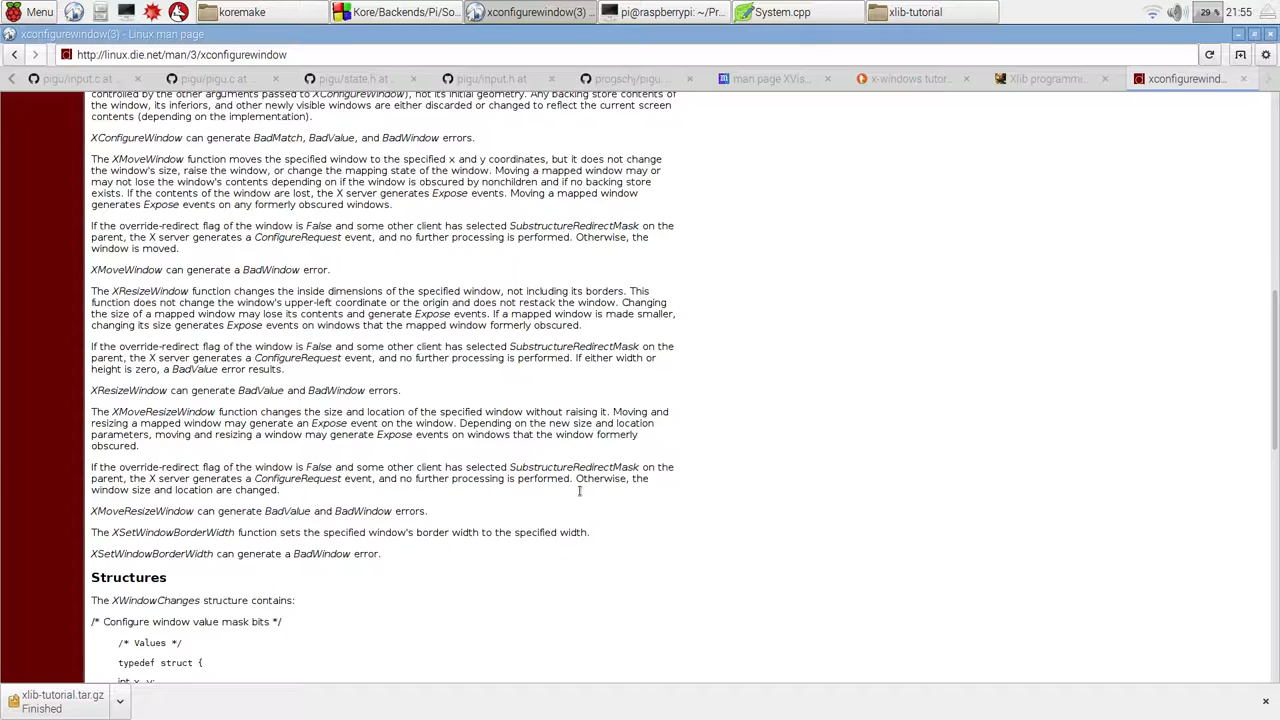 Menu
koremake
Kore/Backends/Pi/So...
xconfigurewindow(3) ...
pi@raspberrypi: ~/Pr...
System.cpp
xlib-tutorial
29 %
21:55
xconfigurewindow(3) - Linux man page
http://linux.die.net/man/3/xconfigurewindow
pigu/input.c at ...
pigu/pigu.c at ...
pigu/state.h at ...
pigu/input.h at
progschj/pigu...
man page XVis...
x-windows tutor...
Xlib programmi...
xconfigurewind...
controlled by the other arguments passed to XConfigureWindow), not its initial geometry. Any backing store contents of
the window, its inferiors, and other newly visible windows are either discarded or changed to reflect the current screen
contents (depending on the implementation).
XConfigureWindow can generate BadMatch, BadValue, and BadWindow errors.
The XMoveWindow function moves the specified window to the specified x and y coordinates, but it does not change
the window's size, raise the window, or change the mapping state of the window. Moving a mapped window may or
may not lose the window's contents depending on if the window is obscured by nonchildren and if no backing store
exists. If the contents of the window are lost, the X server generates Expose events. Moving a mapped window
generates Expose events on any formerly obscured windows.
If the override-redirect flag of the window is False and some other client has selected SubstructureRedirectMask on the
parent, the X server generates a ConfigureRequest event, and no further processing is performed. Otherwise, the
window is moved.
XMoveWindow can generate a BadWindow error.
The XResizeWindow function changes the inside dimensions of the specified window, not including its borders. This
function does not change the window's upper-left coordinate or the origin and does not restack the window. Changing
the size of a mapped window may lose its contents and generate Expose events. If a mapped window is made smaller,
changing its size generates Expose events on windows that the mapped window formerly obscured.
If the override-redirect flag of the window is False and some other client has selected SubstructureRedirectMask on the
parent, the X server generates a ConfigureRequest event, and no further processing is performed. If either width or
height is zero, a BadValue error results.
XResizeWindow can generate BadValue and BadWindow errors.
The XMoveResizeWindow function changes the size and location of the specified window without raising it. Moving and
resizing a mapped window may generate an Expose event on the window. Depending on the new size and location
parameters, moving and resizing a window may generate Expose events on windows that the window formerly
obscured.
If the override-redirect flag of the window is False and some other client has selected SubstructureRedirectMask on the
parent, the X server generates a ConfigureRequest event, and no further processing is performed. Otherwise, the
window size and location are changed.
XMoveResizeWindow can generate BadValue and BadWindow errors.
The XSetWindowBorderWidth function sets the specified window's border width to the specified width.
XSetWindowBorderWidth can generate a BadWindow error.
Structures
The XWindowChanges structure contains:
/* Configure window value mask bits */
/* Values */
typedef struct {
int x, y;
xlib-tutorial.tar.gz
Finished